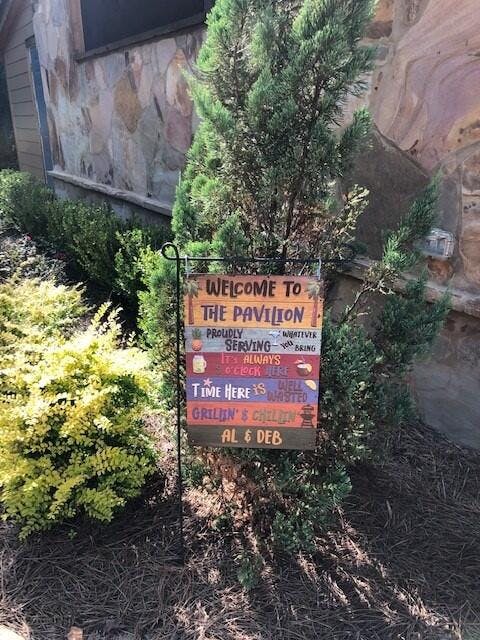 WELCOME TO
THE PAVILION
PROUDLY SERVING WHATEVER YOU BRING
IT'S ALWAYS
5 O'CLOCK HERE
TIME HERE IS WELL WASTED
GRILLIN' & CHILLIN'
AL & DEB